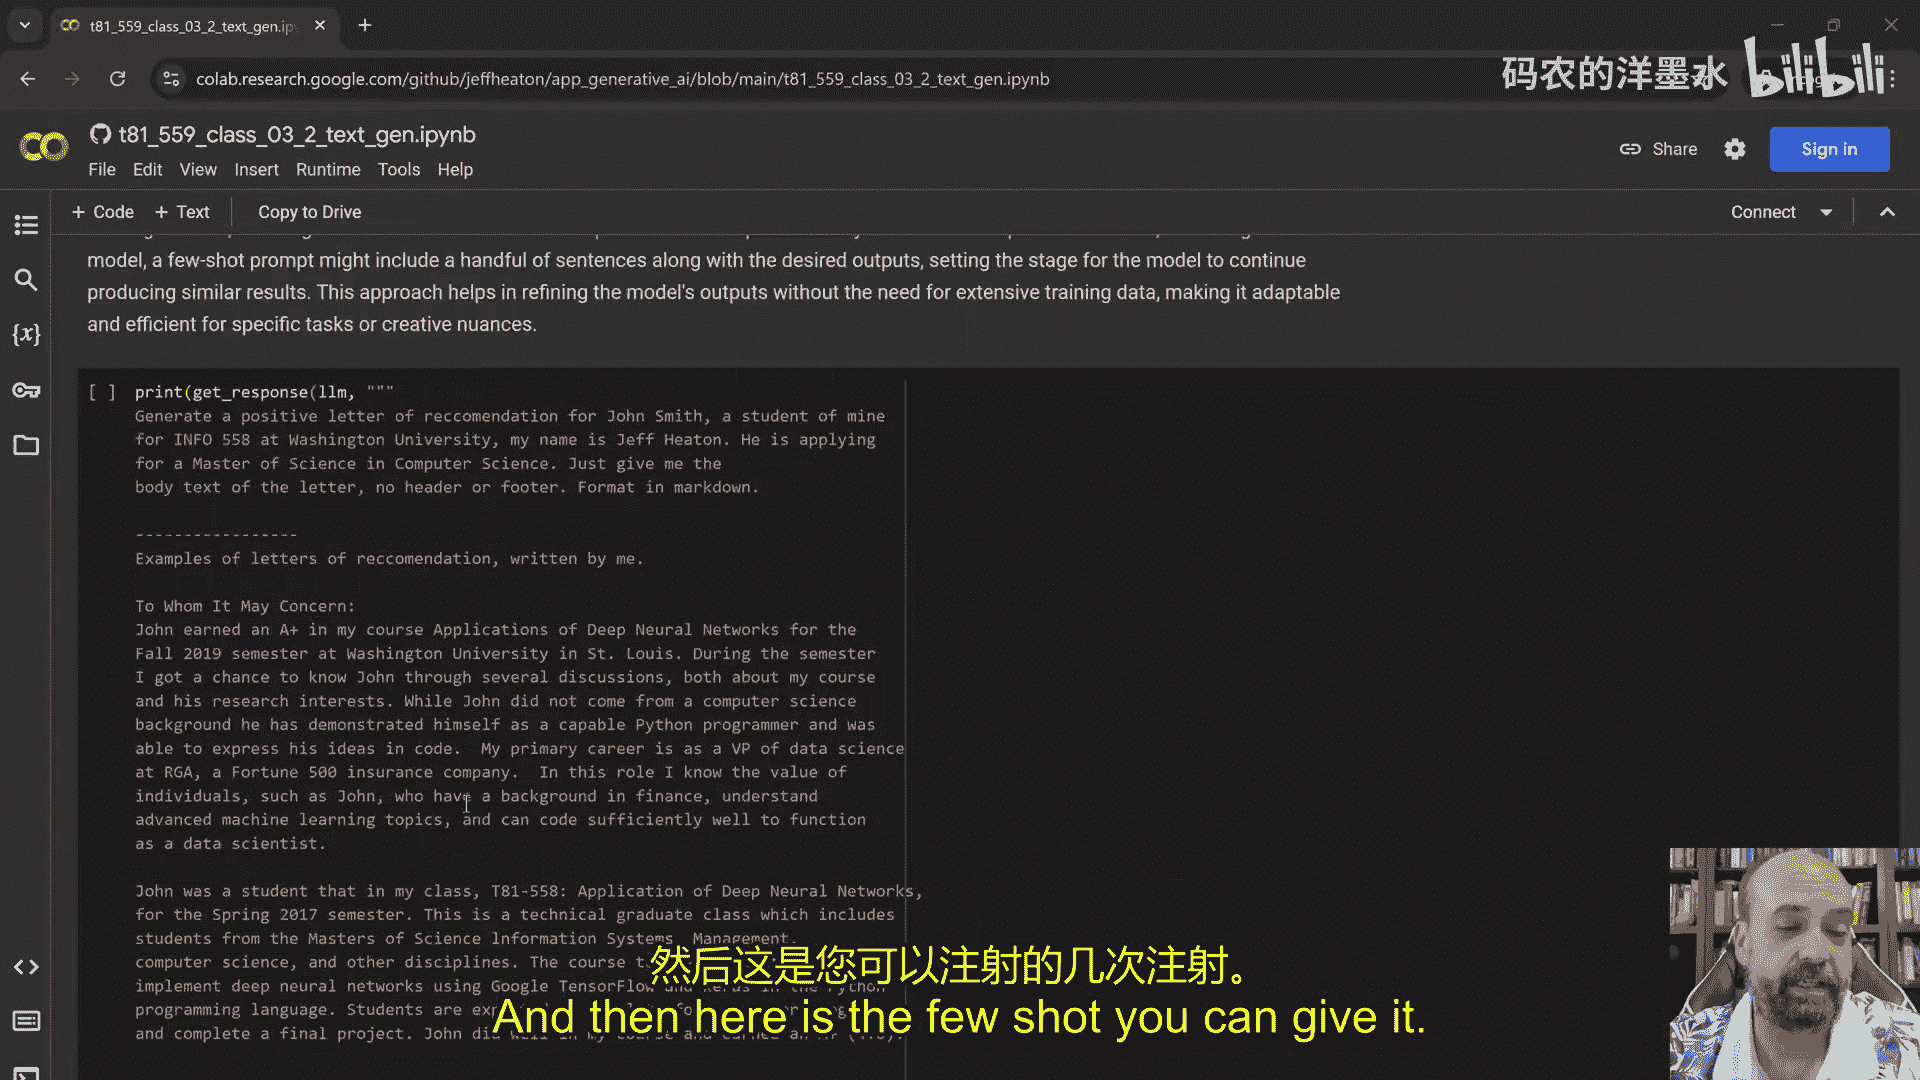 t81_559_class_03_2_text_gen.ip
colab.research.google.com/github/jeffheaton/app_generative_ai/blob/main/t81_559_class_03_2_text_gen.ipynb
码农的洋墨水 bilibili
t81_559_class_03_2_text_gen.ipynb
File Edit View Insert Runtime Tools Help
Share
Sign in
+ Code + Text Copy to Drive
Connect
model, a few-shot prompt might include a handful of sentences along with the desired outputs, setting the stage for the model to continue
producing similar results. This approach helps in refining the model's outputs without the need for extensive training data, making it adaptable
and efficient for specific tasks or creative nuances.
[ ] print(get_response(llm, """
Generate a positive letter of reccomendation for John Smith, a student of mine
for INFO 558 at Washington University, my name is Jeff Heaton. He is applying
for a Master of Science in Computer Science. Just give me the
body text of the letter, no header or footer. Format in markdown.
-----------------
Examples of letters of reccomendation, written by me.
To Whom It May Concern:
John earned an A+ in my course Applications of Deep Neural Networks for the
Fall 2019 semester at Washington University in St. Louis. During the semester
I got a chance to know John through several discussions, both about my course
and his research interests. While John did not come from a computer science
background he has demonstrated himself as a capable Python programmer and was
able to express his ideas in code.  My primary career is as a VP of data science
at RGA, a Fortune 500 insurance company.  In this role I know the value of
individuals, such as John, who have a background in finance, understand
advanced machine learning topics, and can code sufficiently well to function
as a data scientist.
John was a student that in my class, T81-558: Application of Deep Neural Networks,
for the Spring 2017 semester. This is a technical graduate class which includes
students from the Masters of Science Information Systems, Management,
computer science, and other disciplines. The course
implement deep neural networks using Google TensorFlow and Keras in the Python
programming language. Students are
and complete a final project. John did well in my course and earned an
然后这是您可以注射的几次注射。
And then here is the few shot you can give it.